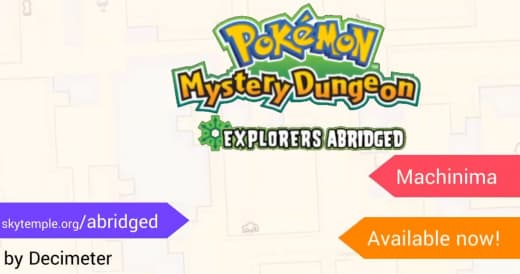 POKéMON
Mystery Dungeon
EXPLORERS ABRIDGED
Machinima
skytemple.org/abridged
Available now!
by Decimeter